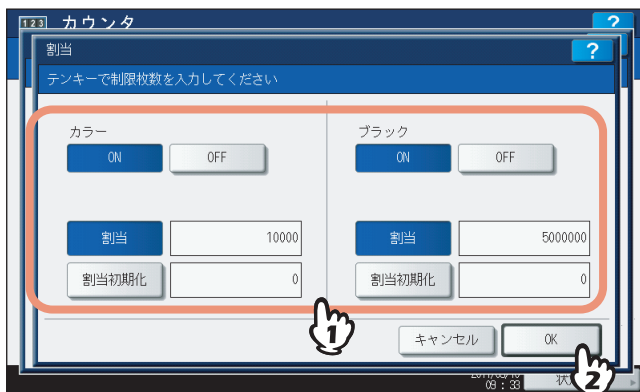 123 カウンタ ?
割当 ?
テンキーで制限枚数を入力してください
カラー
ON OFF
割当 10000
割当初期化 0
ブラック
ON OFF
割当 5000000
割当初期化 0
1
キャンセル OK
2
09 : 33